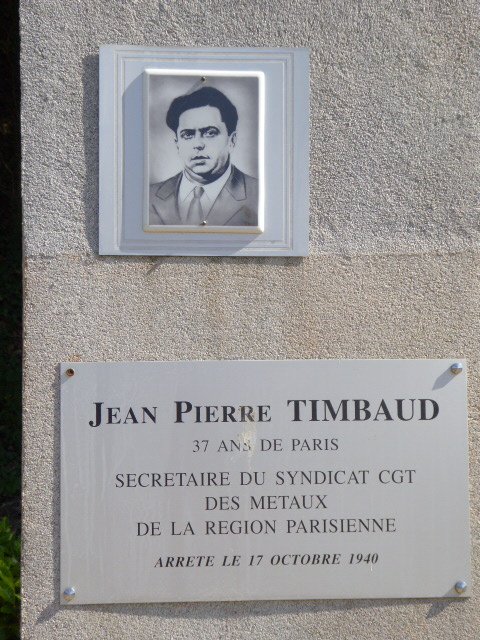 JEAN PIERRE TIMBAUD
37 ANS DE PARIS
SECRETAIRE DU SYNDICAT CGT
DES METAUX
DE LA REGION PARISIENNE
ARRETE LE 17 OCTOBRE 1940